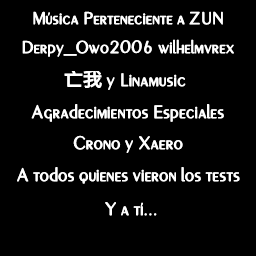 Música Perteneciente a ZUN
Derpy_Owo2006 wilhelmvrex
亡我 y Linamusic
Agradecimientos Especiales
Crono y Xaero
A todos quienes vieron los tests
Y a tí...